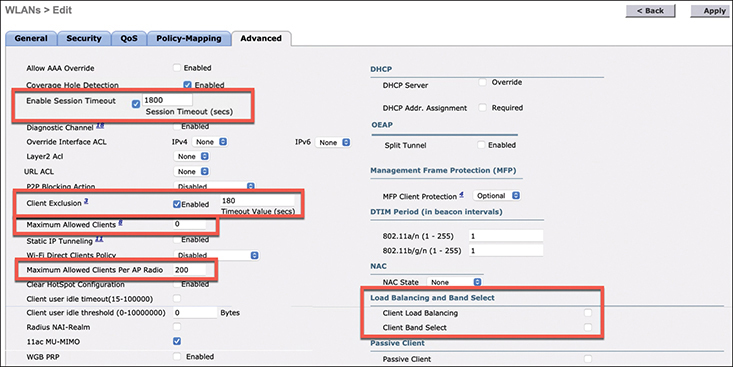 WLANs > Edit
< Back
Apply
General
Security
QoS
Policy-Mapping
Advanced
Allow AAA Override
Enabled
Coverage Hole Detection
Enabled
Enable Session Timeout
1800
Session Timeout (secs)
Diagnostic Channel 18
Enabled
Override Interface ACL
IPv4 None
IPv6 None
Layer2 Acl
None
URL ACL
None
P2P Blocking Action
Disabled
Client Exclusion 3
Enabled
180
Timeout Value (secs)
Maximum Allowed Clients 8
0
Static IP Tunneling 11
Enabled
Wi-Fi Direct Clients Policy
Disabled
Maximum Allowed Clients Per AP Radio
200
Clear HotSpot Configuration
Enabled
Client user idle timeout(15-100000)
Client user idle threshold (0-10000000)
0
Bytes
Radius NAI-Realm
11ac MU-MIMO
WGB PRP
Enabled
DHCP
DHCP Server
Override
DHCP Addr. Assignment
Required
OEAP
Split Tunnel
Enabled
Management Frame Protection (MFP)
MFP Client Protection 4
Optional
DTIM Period (in beacon intervals)
802.11a/n (1 - 255)
1
802.11b/g/n (1 - 255)
1
NAC
NAC State
None
Load Balancing and Band Select
Client Load Balancing
Client Band Select
Passive Client
Passive Client